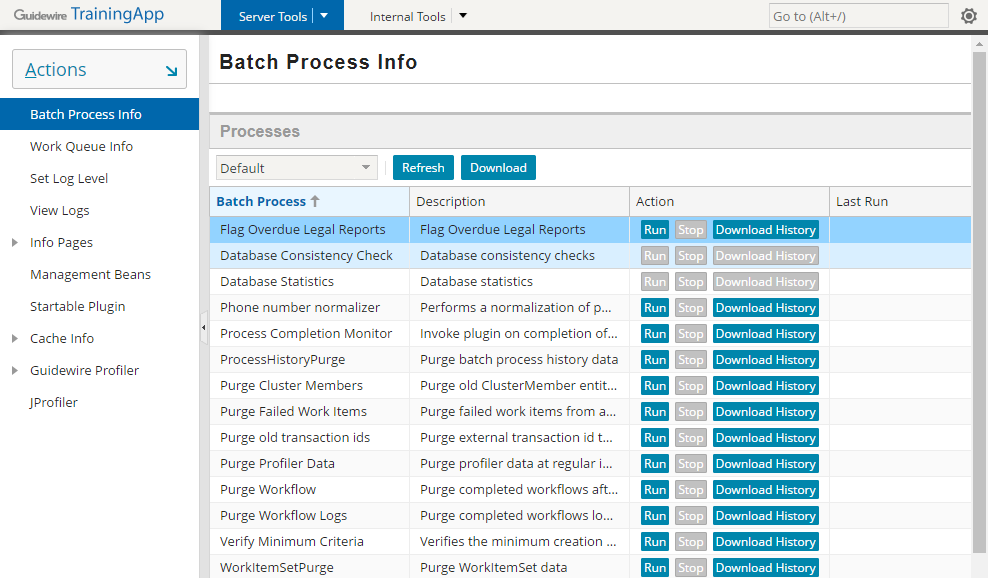 Guidewire TrainingApp Server Tools Internal Tools Go to (Alt+/)
Actions
Batch Process Info
Work Queue Info
Set Log Level
View Logs
Info Pages
Management Beans
Startable Plugin
Cache Info
Guidewire Profiler
JProfiler
Batch Process Info
Processes
Default Refresh Download
Batch Process Description Action Last Run
Flag Overdue Legal Reports Flag Overdue Legal Reports Run Stop Download History
Database Consistency Check Database consistency checks Run Stop Download History
Database Statistics Database statistics Run Stop Download History
Phone number normalizer Performs a normalization of p... Run Stop Download History
Process Completion Monitor Invoke plugin on completion of... Run Stop Download History
ProcessHistoryPurge Purge batch process history data Run Stop Download History
Purge Cluster Members Purge old ClusterMember entit... Run Stop Download History
Purge Failed Work Items Purge failed work items from a... Run Stop Download History
Purge old transaction ids Purge external transaction id t... Run Stop Download History
Purge Profiler Data Purge profiler data at regular i... Run Stop Download History
Purge Workflow Purge completed workflows aft... Run Stop Download History
Purge Workflow Logs Purge completed workflows lo... Run Stop Download History
Verify Minimum Criteria Verifies the minimum creation ... Run Stop Download History
WorkItemSetPurge Purge WorkItemSet data Run Stop Download History